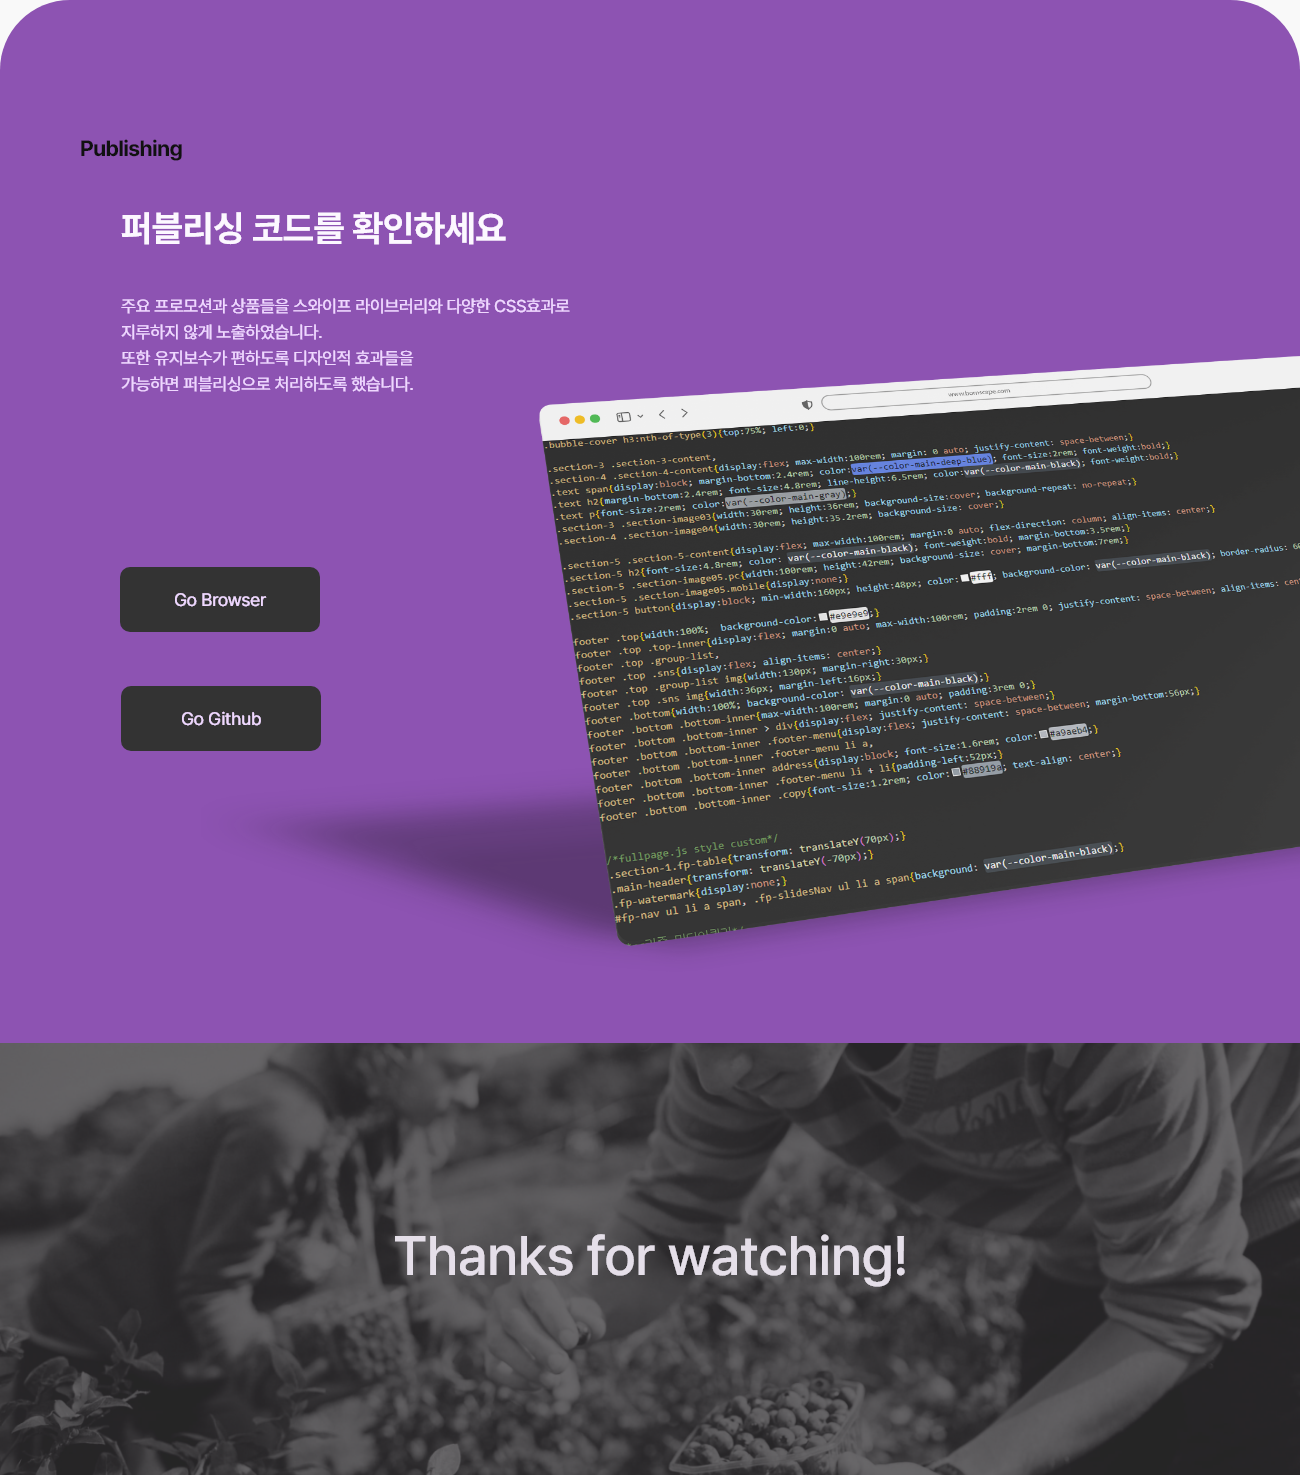 Publishing
퍼블리싱 코드를 확인하세요
주요 프로모션과 상품들을 스와이프 라이브러리와 다양한 CSS효과로
지루하지 않게 노출하였습니다.
또한 유지보수가 편하도록 디자인적 효과들을
가능하면 퍼블리싱으로 처리하도록 했습니다.
Go Browser
Go Github
.bubble-cover h3:nth-of-type(3){top:75%; left:0;}
.section-3 .section-3-content,
.section-4 .section-4-content{display:flex; max-width:100rem; margin: 0 auto; justify-content: space-between;}
.text span{display:block; margin-bottom:2.4rem; color:var(--color-main-deep-blue); font-size:2rem; font-weight:bold;}
.text h2{margin-bottom:2.4rem; font-size:4.8rem; line-height:6.5rem; color:var(--color-main-black); font-weight:bold;}
.text p{font-size:2rem; color:var(--color-main-gray);}
.section-3 .section-image03{width:30rem; height:36rem; background-size:cover; background-repeat: no-repeat;}
.section-4 .section-image04{width:30rem; height:35.2rem; background-size: cover;}
.section-5 .section-5-content{display:flex; max-width:100rem; margin:0 auto; flex-direction: column; align-items: center;}
.section-5 h2{font-size:4.8rem; color: var(--color-main-black); font-weight:bold; margin-bottom:3.5rem;}
.section-5 .section-image05.pc{width:100rem; height:42rem; background-size: cover; margin-bottom:7rem;}
.section-5 .section-image05.mobile{display:none;}
.section-5 button{display:block; min-width:160px; height:48px; color:#fff; background-color: var(--color-main-black); border-radius:
footer .top{width:100%; background-color:#e9e9e9;}
footer .top .top-inner{display:flex; margin:0 auto; max-width:100rem; padding:2rem 0; justify-content: space-between; align-items:
footer .top .group-list,
footer .top .sns{display:flex; align-items: center;}
footer .top .group-list img{width:130px; margin-right:30px;}
footer .top .sns img{width:36px; margin-left:16px;}
footer .bottom{width:100%; background-color: var(--color-main-black);}
footer .bottom .bottom-inner{max-width:100rem; margin:0 auto; padding:3rem 0;}
footer .bottom .bottom-inner > div{display:flex; justify-content: space-between;}
footer .bottom .bottom-inner .footer-menu{display:flex; justify-content: space-between; margin-bottom:56px;}
footer .bottom .bottom-inner .footer-menu li a,
footer .bottom .bottom-inner address{display:block; font-size:1.6rem; color:#a9aeb4;}
footer .bottom .bottom-inner .footer-menu li + li{padding-left:52px;}
footer .bottom .bottom-inner .copy{font-size:1.2rem; color:#88919a; text-align: center;}
/*fullpage.js style custom*/
.section-1.fp-table{transform: translateY(70px);}
.main-header{transform: translateY(-70px);}
.fp-watermark{display:none;}
#fp-nav ul li a span, .fp-slidesNav ul li a span{background: var(--color-main-black);}
Thanks for watching!